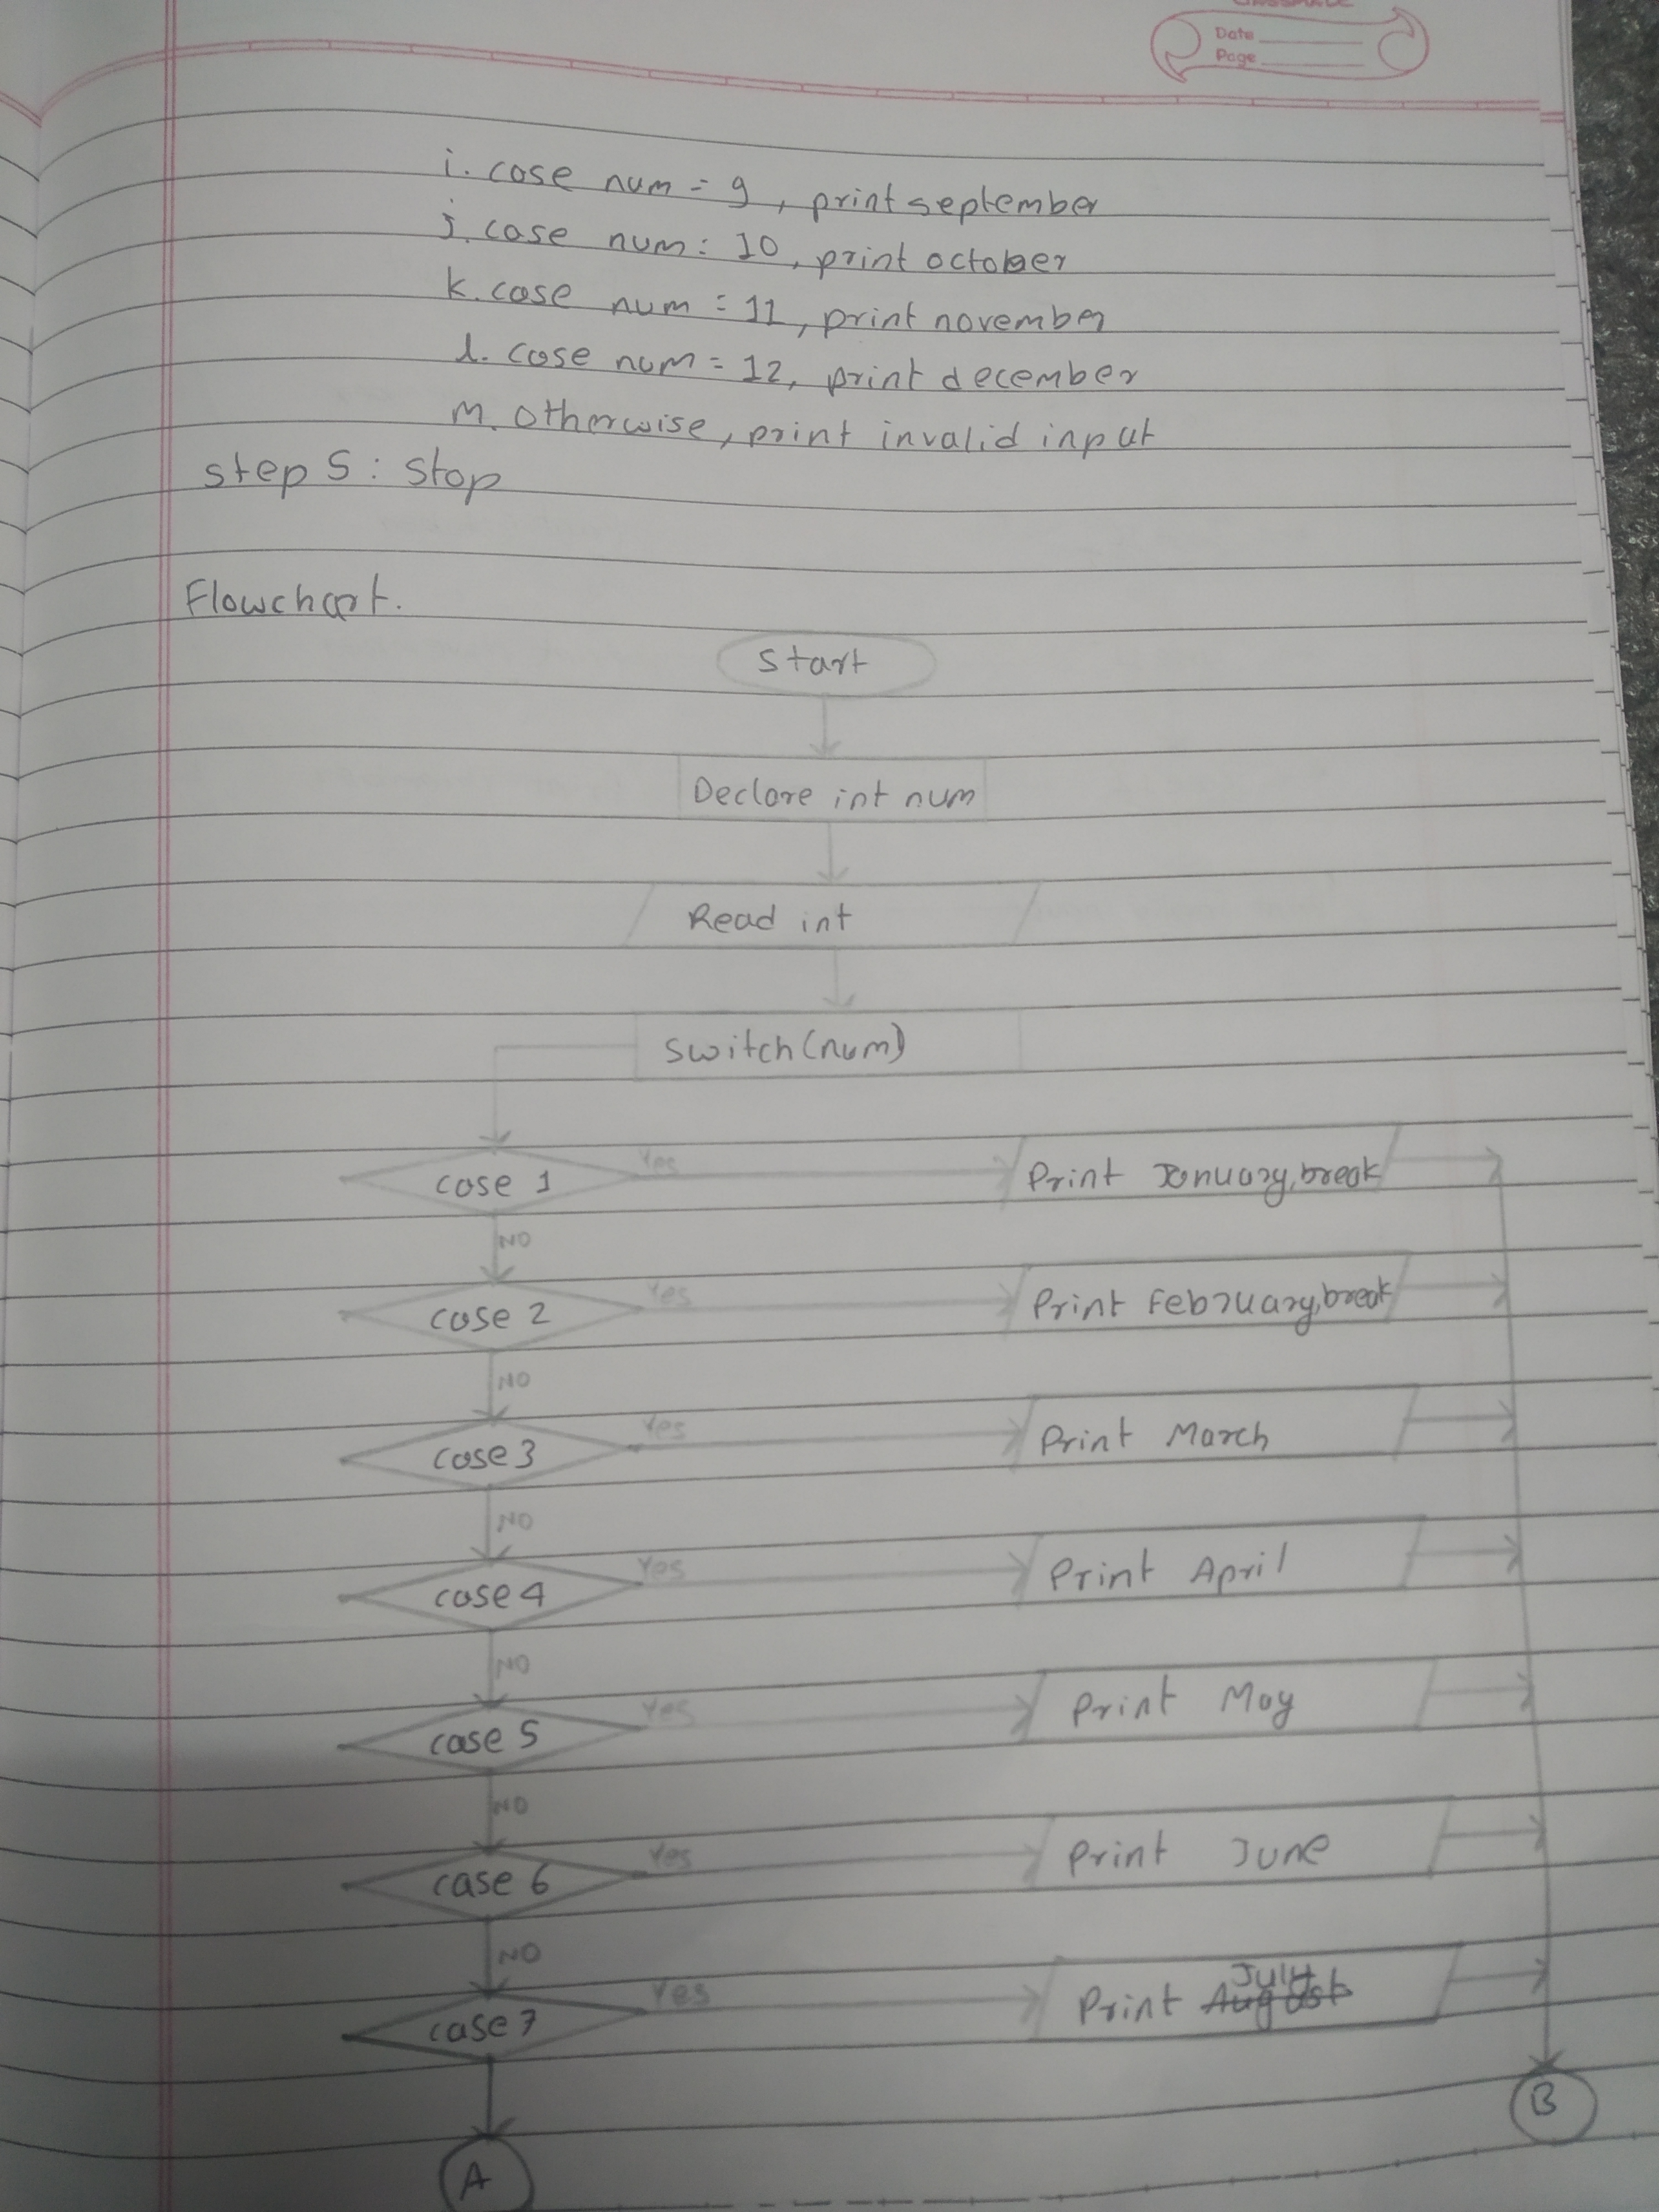 Date
Page
i. case num = 9, print september
j. case num = 10, print october
k. case num = 11, print november
l. case num = 12, print december
m. otherwise, print invalid input
step 5 : stop
Flowchart.
start
Declare int num
Read int
switch(num)
case 1 Yes Print January, break
NO
case 2 Yes Print February, break
NO
case 3 Yes Print March
NO
case 4 Yes Print April
NO
case 5 Yes Print May
NO
case 6 Yes Print June
NO
July
case 7 Yes Print August
B
A